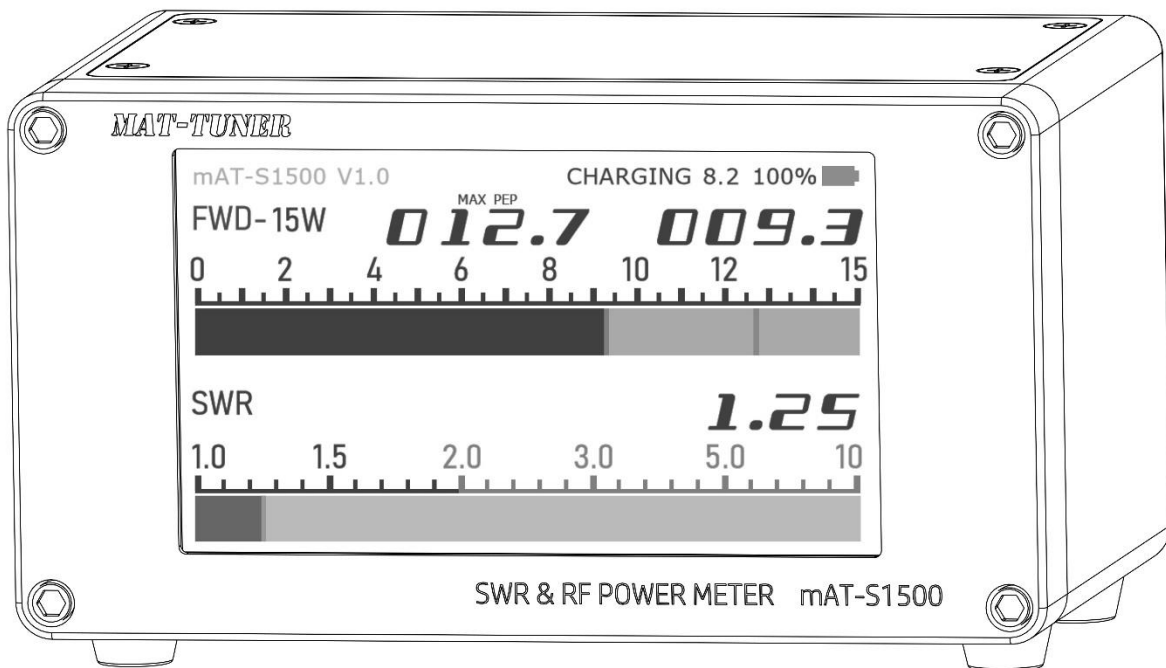 MAT-TUNER
mAT-S1500 V1.0 CHARGING 8.2 100%
MAX PEP
FWD-15W 012.7 009.3
0 2 4 6 8 10 12 15
SWR 1.25
1.0 1.5 2.0 3.0 5.0 10
SWR & RF POWER METER mAT-S1500